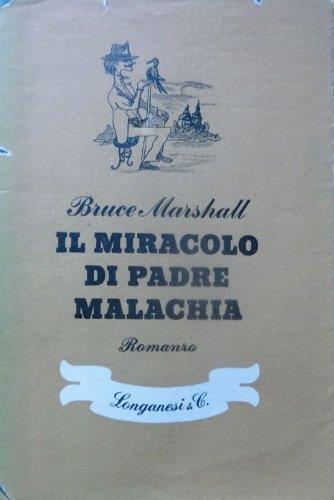 Bruce Marshall
IL MIRACOLO
DI PADRE
MALACHIA
Romanzo
Longanesi & C.